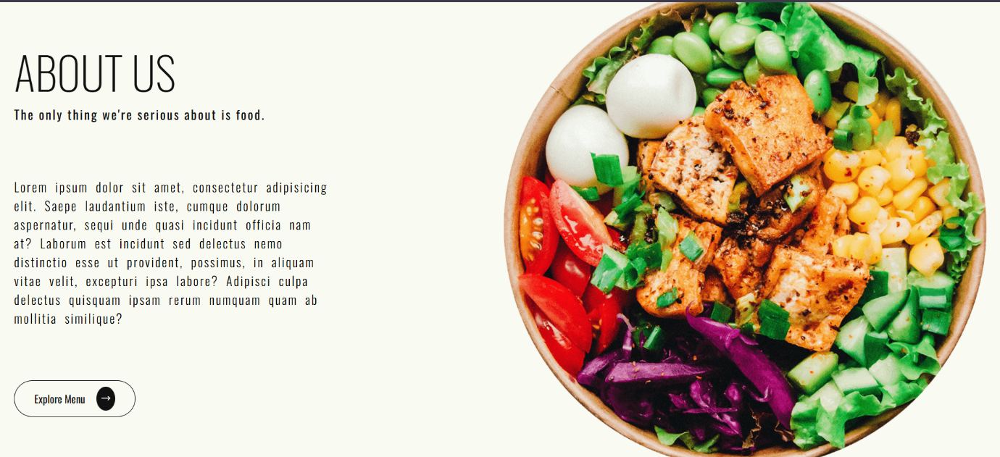 ABOUT US
The only thing we're serious about is food.
Lorem ipsum dolor sit amet, consectetur adipisicing
elit. Saepe laudantium iste, cumque dolorum
aspernatur, sequi unde quasi incidunt officia nam
at? Laborum est incidunt sed delectus nemo
distinctio esse ut provident, possimus, in aliquam
vitae velit, excepturi ipsa labore? Adipisci culpa
delectus quisquam ipsam rerum numquam quam ab
mollitia similique?
Explore Menu →